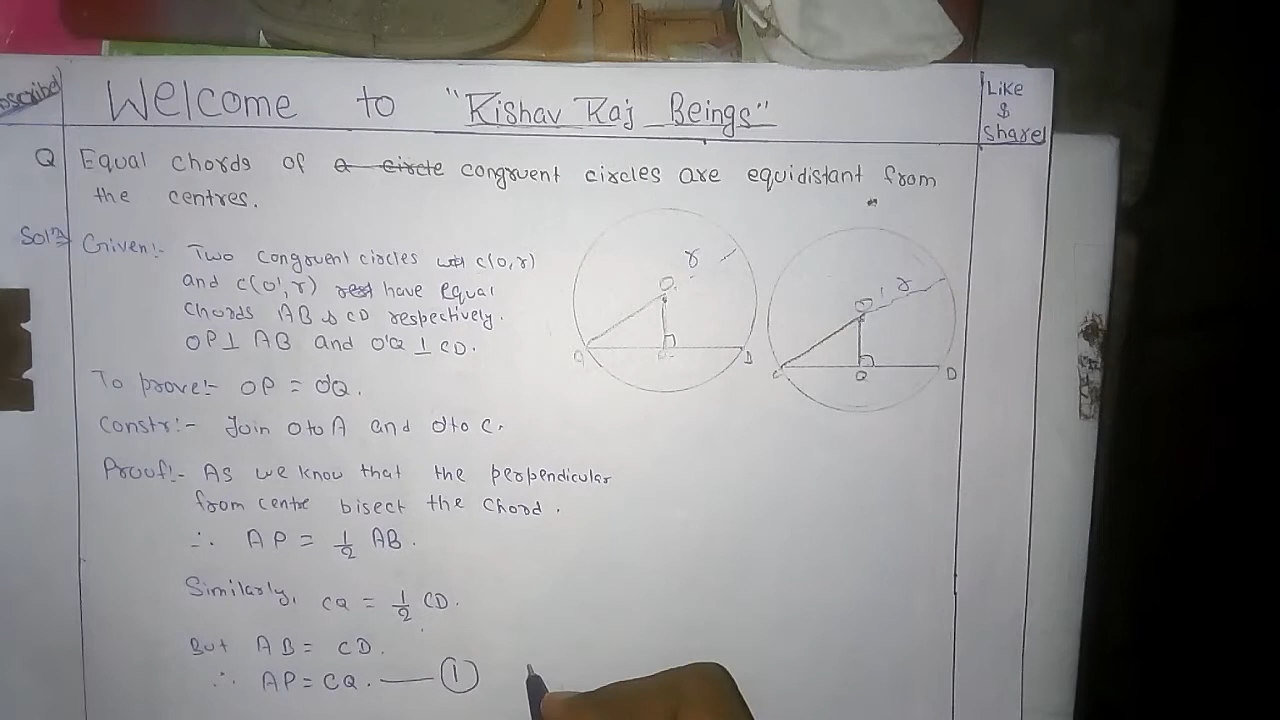 Welcome to "Rishav Raj Beings"
Like
&
Share
Q Equal chords of a circle congruent circles are equidistant from
the centres.
Solⁿ Given:- Two congruent circles C(O,r)
and C(O',r) have equal
chords AB & CD respectively.
OP⊥ AB and O'Q ⊥ CD.
To prove:- OP = O'Q.
Constr:- Join O to A and O' to C.
Proof:- As we know that the perpendicular
from centre bisect the chord.
∴ AP = 1/2 AB.
Similarly, CQ = 1/2 CD.
But AB = CD.
∴ AP = CQ. —— 1
O r
A B
O' r
C Q D